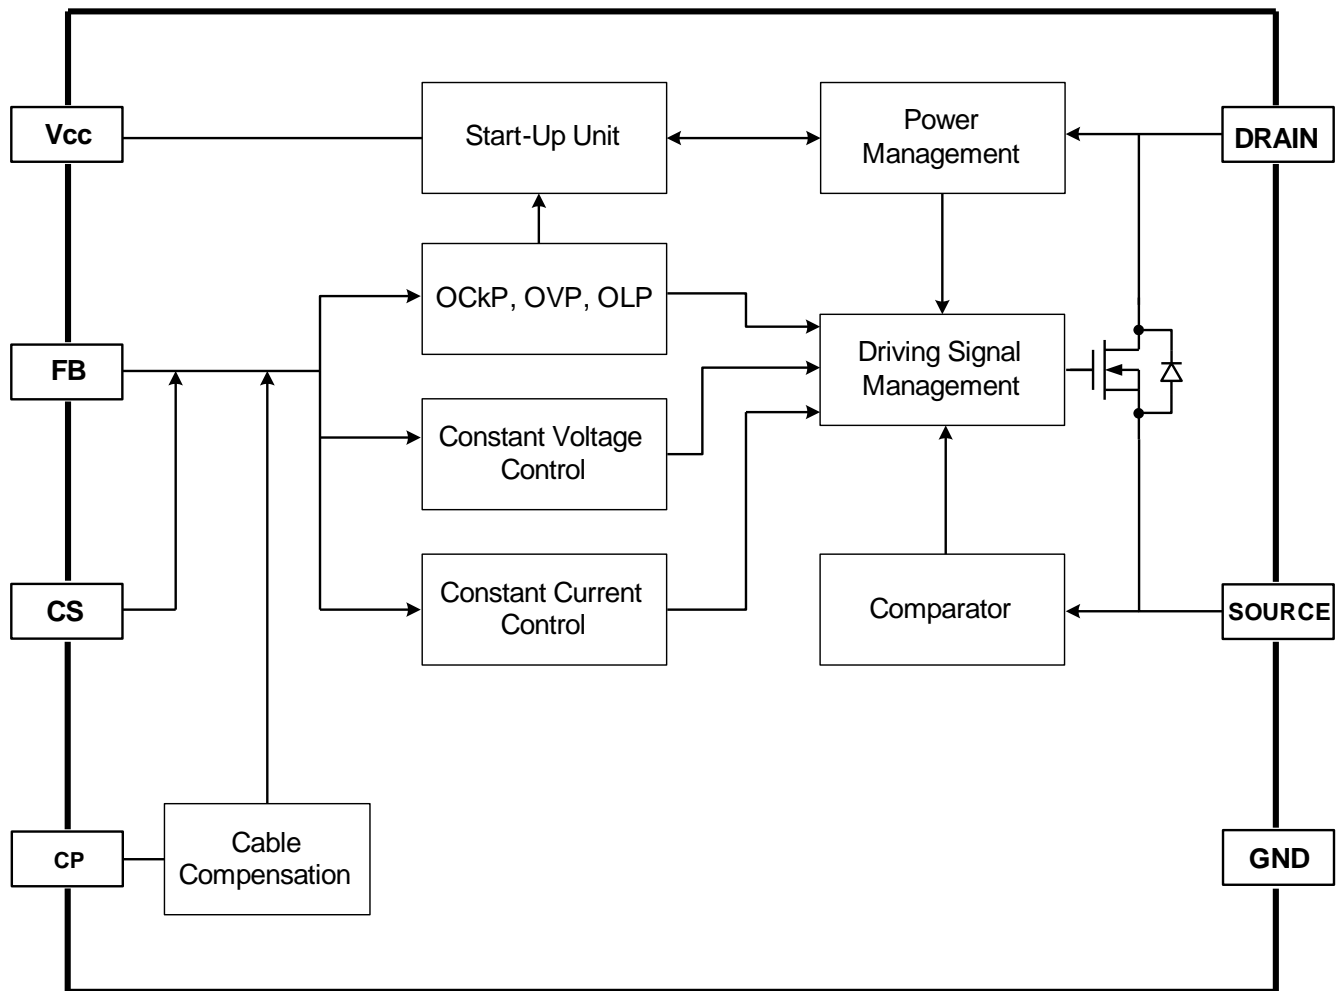 Vcc
Start-Up Unit
Power
Management
DRAIN
OCkP, OVP, OLP
FB
Driving Signal
Management
Constant Voltage
Control
CS
Constant Current
Control
Comparator
SOURCE
CP
Cable
Compensation
GND